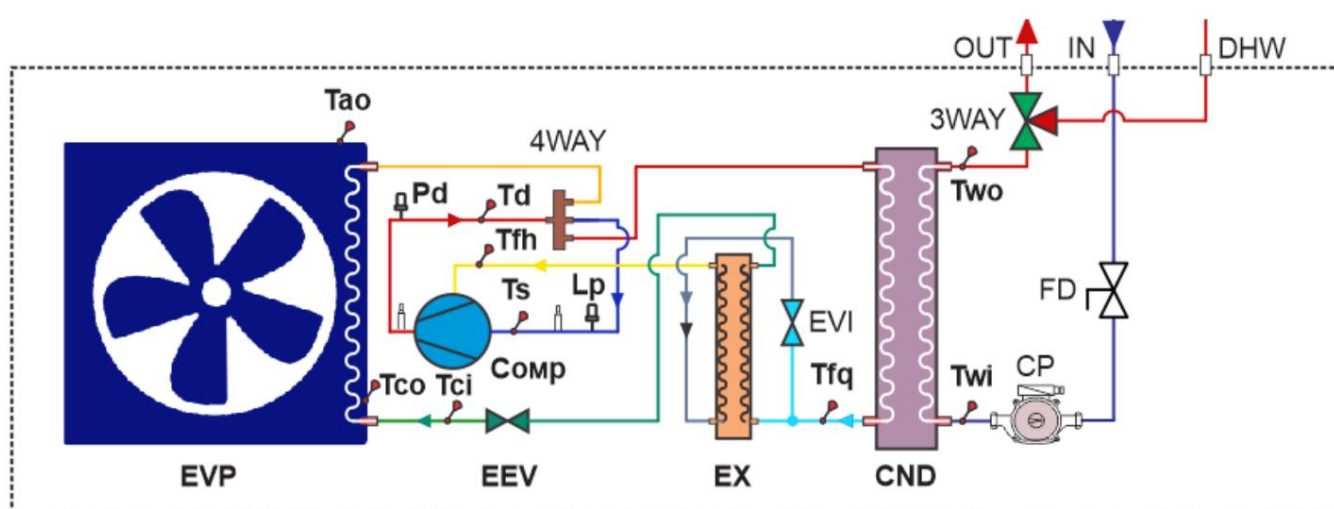 OUT IN DHW
Tao
3WAY
4WAY
Pd Td
Two
Tfh
Ts Lp
FD
EVI
Comp
Tco Tci
Tfq Twi CP
EVP EEV EX CND